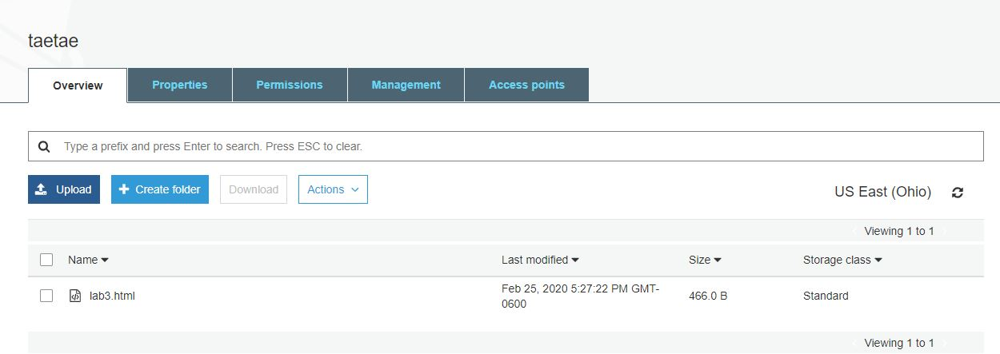 taetae
Overview Properties Permissions Management Access points
Type a prefix and press Enter to search. Press ESC to clear.
Upload Create folder Download Actions
US East (Ohio)
Viewing 1 to 1
Name Last modified Size Storage class
lab3.html Feb 25, 2020 5:27:22 PM GMT- 466.0 B Standard
0600
Viewing 1 to 1